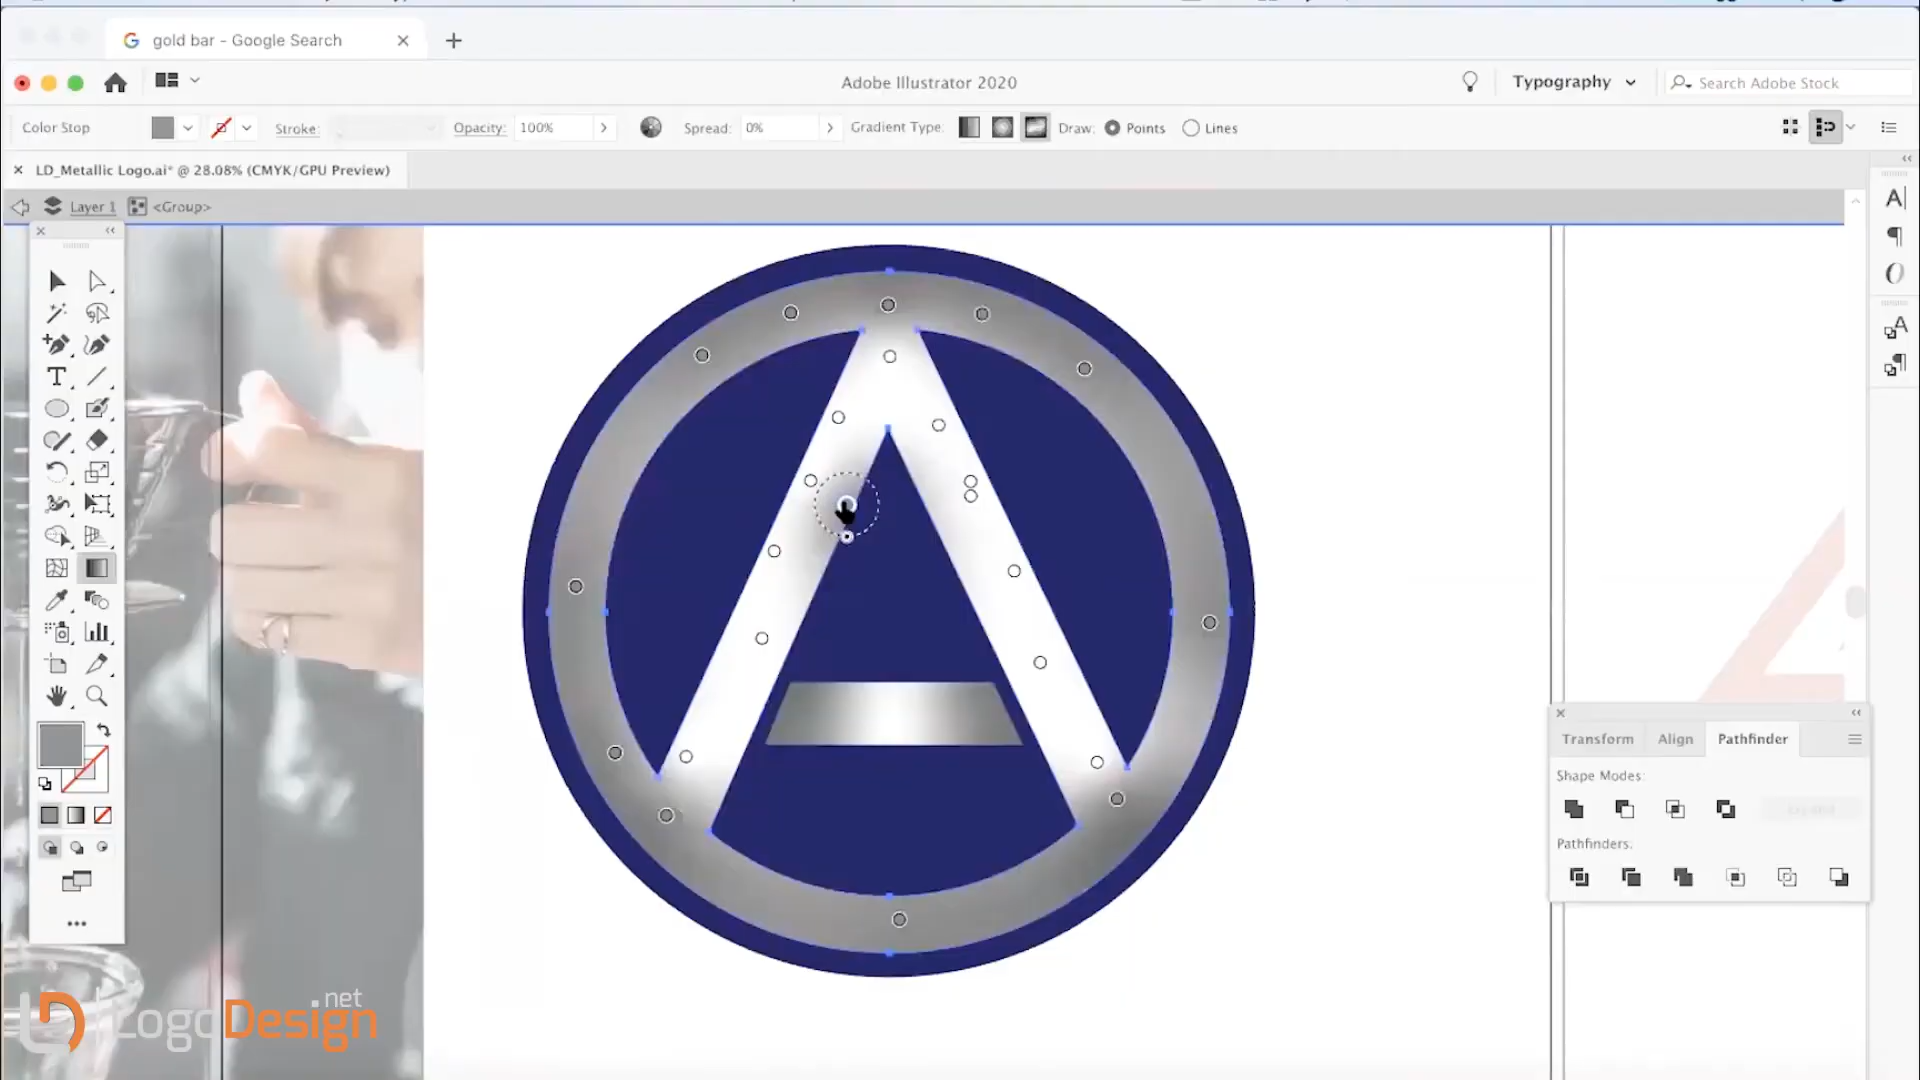 gold bar - Google Search
Adobe Illustrator 2020
Typography
Search Adobe Stock
Color Stop
Stroke:
Opacity: 100%
Spread: 0%
Gradient Type:
Draw: Points Lines
LD_Metallic Logo.ai* @ 28.08% (CMYK/GPU Preview)
Layer 1 <Group>
Transform Align Pathfinder
Shape Modes:
Pathfinders:
LogoDesign.net